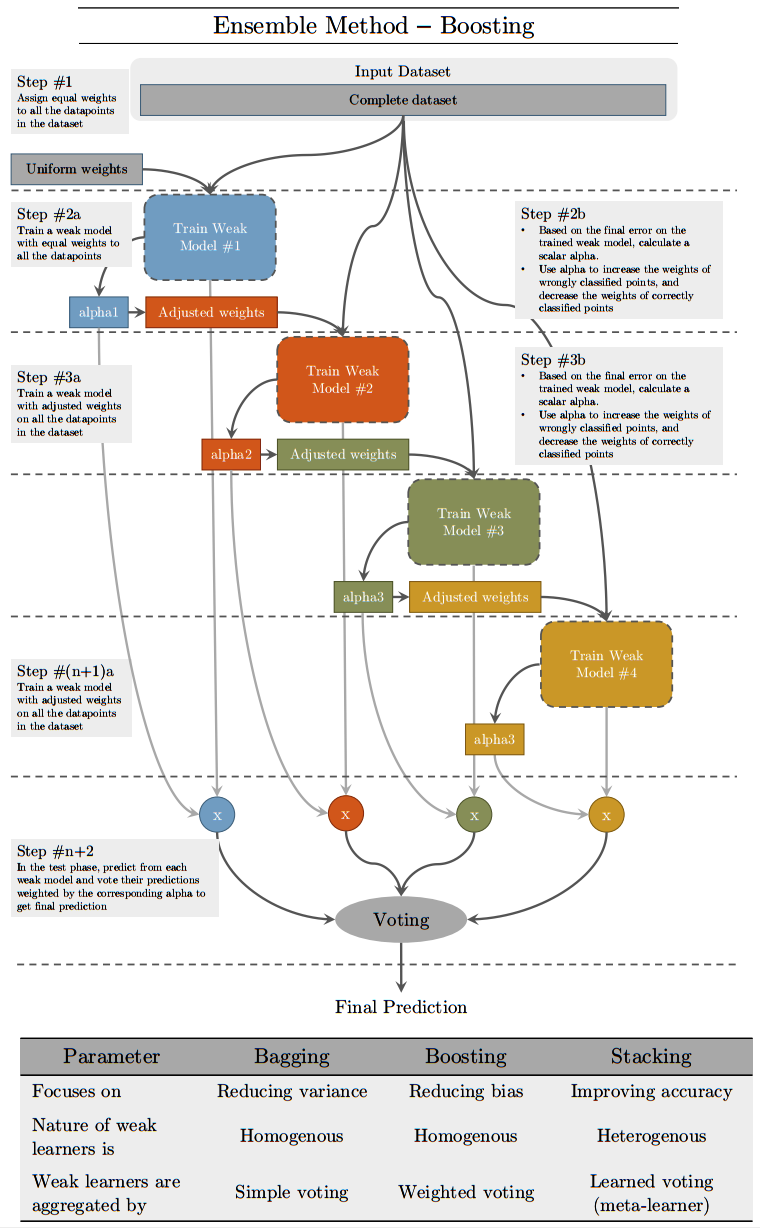 Ensemble Method – Boosting
Step #1
Assign equal weights
to all the datapoints
in the dataset
Input Dataset
Complete dataset
Uniform weights
Step #2a
Train a weak model
with equal weights to
all the datapoints
Train Weak
Model #1
Step #2b
• Based on the final error on the
trained weak model, calculate a
scalar alpha.
• Use alpha to increase the weights of
wrongly classified points, and
decrease the weights of correctly
classified points
alpha1
Adjusted weights
Step #3a
Train a weak model
with adjusted weights
on all the datapoints
in the dataset
Train Weak
Model #2
Step #3b
• Based on the final error on the
trained weak model, calculate a
scalar alpha.
• Use alpha to increase the weights of
wrongly classified points, and
decrease the weights of correctly
classified points
alpha2
Adjusted weights
Train Weak
Model #3
alpha3
Adjusted weights
Step #(n+1)a
Train a weak model
with adjusted weights
on all the datapoints
in the dataset
Train Weak
Model #4
alpha3
x
x
x
x
Step #n+2
In the test phase, predict from each
weak model and vote their predictions
weighted by the corresponding alpha to
get final prediction
Voting
Final Prediction
Parameter Bagging Boosting Stacking
Focuses on Reducing variance Reducing bias Improving accuracy
Nature of weak
learners is
Homogenous Homogenous Heterogenous
Weak learners are
aggregated by
Simple voting Weighted voting
Learned voting
(meta-learner)